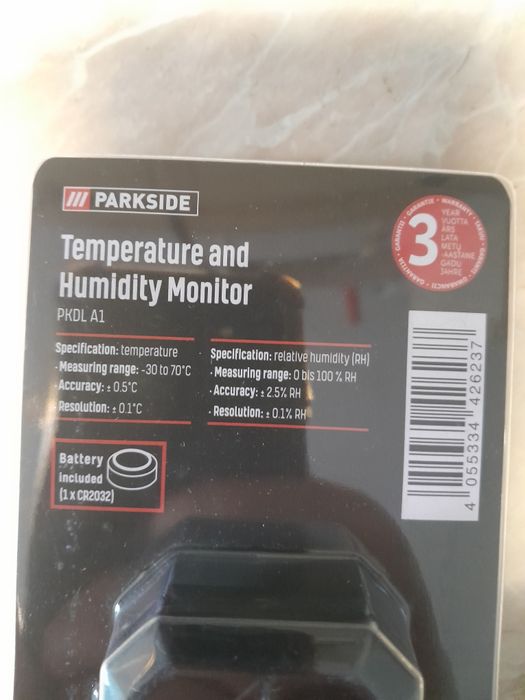 PARKSIDE
Temperature and
Humidity Monitor
PKDL A1
Specification: temperature
· Measuring range: -30 to 70°C
· Accuracy: ± 0.5°C
· Resolution: ± 0.1°C
Specification: relative humidity (RH)
· Measuring range: 0 bis 100 % RH
· Accuracy: ± 2.5% RH
· Resolution: ± 0.1% RH
Battery
included
(1 x CR2032)
3
YEAR
VUOTTA
ÅRS
LATA
METŲ
-AASTANE
GADU
JAHRE
WARRANTY
4 055334 426237